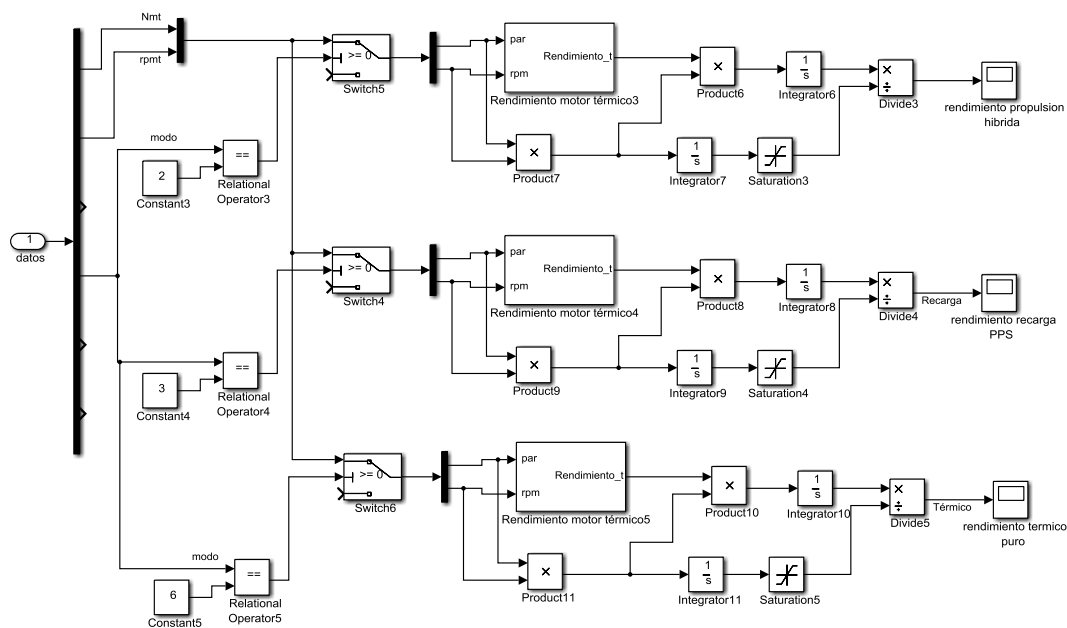 Nmt
rpmt
>= 0
Switch5
par
rpm
Rendimiento_t
Rendimiento motor térmico3
×
Product6
1
s
Integrator6
×
÷
Divide3
rendimiento propulsion
hibrida
modo
==
Relational
Operator3
2
Constant3
×
Product7
1
s
Integrator7
Saturation3
1
datos
>= 0
Switch4
par
rpm
Rendimiento_t
Rendimiento motor térmico4
×
Product8
1
s
Integrator8
×
÷
Divide4
Recarga
rendimiento recarga
PPS
==
Relational
Operator4
3
Constant4
×
Product9
1
s
Integrator9
Saturation4
>= 0
Switch6
par
rpm
Rendimiento_t
Rendimiento motor térmico5
×
Product10
1
s
Integrator10
×
÷
Divide5
Térmico
rendimiento termico
puro
modo
==
Relational
Operator5
6
Constant5
×
Product11
1
s
Integrator11
Saturation5